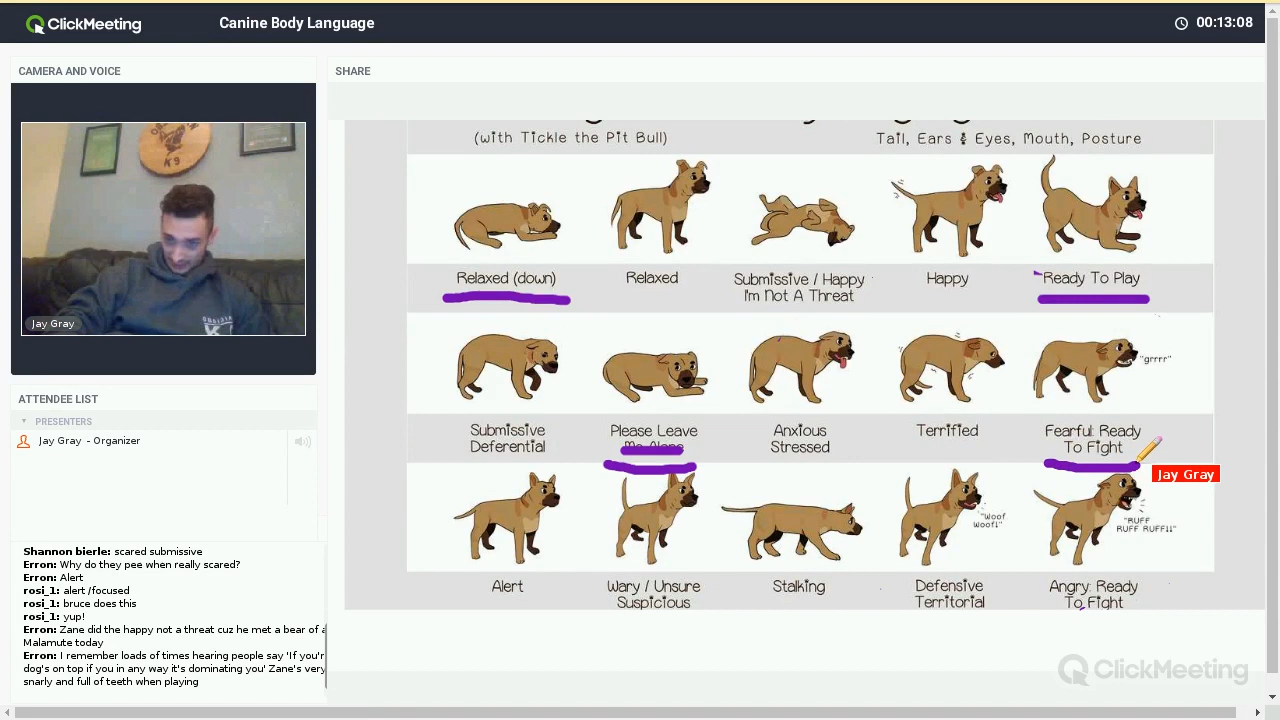 ClickMeeting
Canine Body Language
00:13:08
CAMERA AND VOICE
SHARE
K9
Jay Gray
(with Tickle the Pit Bull)
Tail, Ears & Eyes, Mouth, Posture
Relaxed (down)
Relaxed
Submissive / Happy
I'm Not A Threat
Happy
Ready To Play
"grrrr"
Submissive
Deferential
Please Leave
Me Alone
Anxious
Stressed
Terrified
Fearful: Ready
To Fight
Jay Gray
"Woof
woof!"
"RUFF
RUFF RUFF!!"
Alert
Wary / Unsure
Suspicious
Stalking
Defensive
Territorial
Angry: Ready
To Fight
ATTENDEE LIST
PRESENTERS
Jay Gray - Organizer
Shannon bierle: scared submissive
Erron: Why do they pee when really scared?
Erron: Alert
rosi_1: alert /focused
rosi_1: bruce does this
rosi_1: yup!
Erron: Zane did the happy not a threat cuz he met a bear of a
Malamute today
Erron: I remember loads of times hearing people say 'If you'r
dog's on top if you in any way it's dominating you' Zane's very
snarly and full of teeth when playing
ClickMeeting